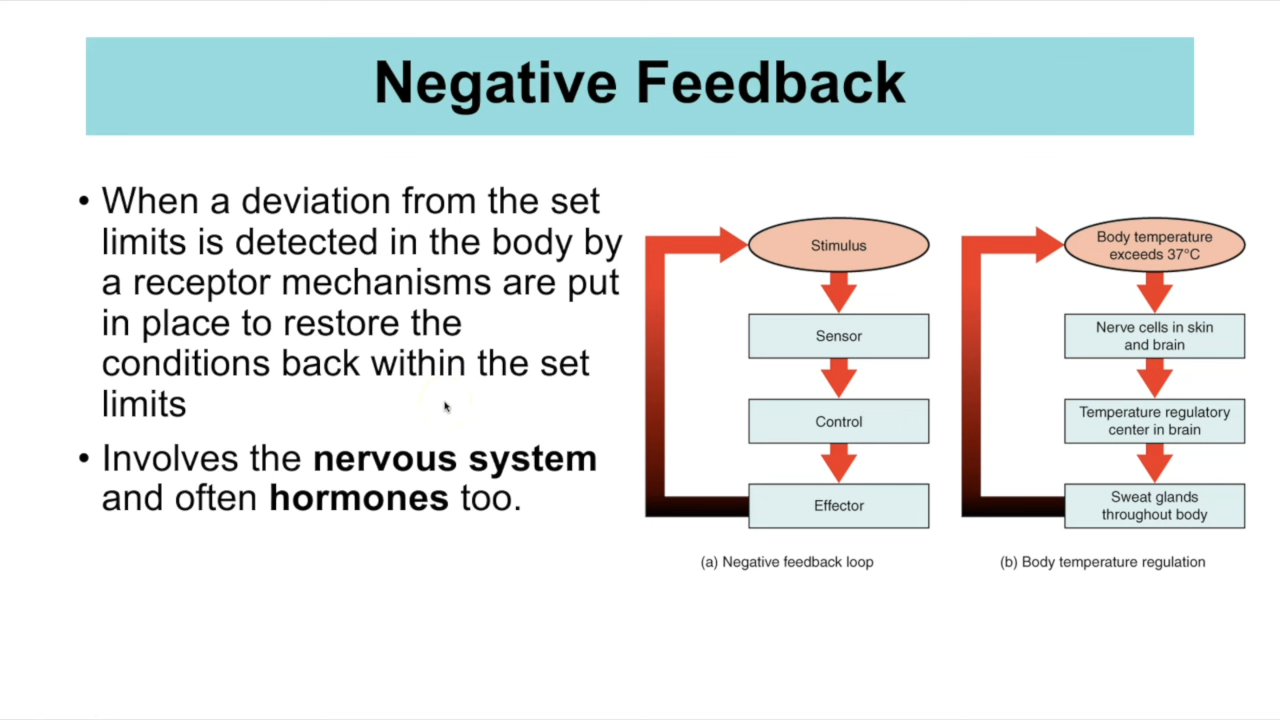 Negative Feedback
• When a deviation from the set
limits is detected in the body by
a receptor mechanisms are put
in place to restore the
conditions back within the set
limits
• Involves the nervous system
and often hormones too.
Stimulus
Sensor
Control
Effector
(a) Negative feedback loop
Body temperature
exceeds 37°C
Nerve cells in skin
and brain
Temperature regulatory
center in brain
Sweat glands
throughout body
(b) Body temperature regulation